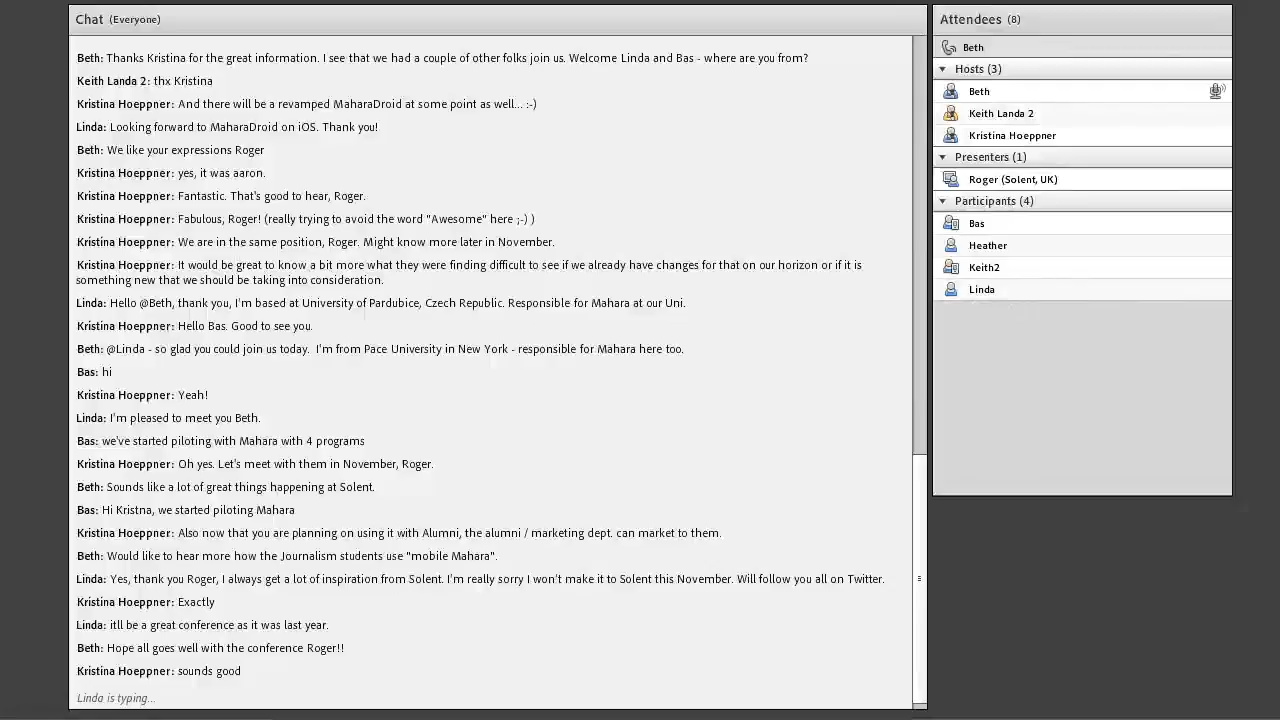 Chat (Everyone)
Beth: Thanks Kristina for the great information. I see that we had a couple of other folks join us. Welcome Linda and Bas - where are you from?
Keith Landa 2: thx Kristina
Kristina Hoeppner: And there will be a revamped MaharaDroid at some point as well... :-)
Linda: Looking forward to MaharaDroid on iOS. Thank you!
Beth: We like your expressions Roger
Kristina Hoeppner: yes, it was aaron.
Kristina Hoeppner: Fantastic. That's good to hear, Roger.
Kristina Hoeppner: Fabulous, Roger! (really trying to avoid the word "Awesome" here ;-) )
Kristina Hoeppner: We are in the same position, Roger. Might know more later in November.
Kristina Hoeppner: It would be great to know a bit more what they were finding difficult to see if we already have changes for that on our horizon or if it is
something new that we should be taking into consideration.
Linda: Hello @Beth, thank you, I'm based at University of Pardubice, Czech Republic. Responsible for Mahara at our Uni.
Kristina Hoeppner: Hello Bas. Good to see you.
Beth: @Linda - so glad you could join us today. I'm from Pace University in New York - responsible for Mahara here too.
Bas: hi
Kristina Hoeppner: Yeah!
Linda: I'm pleased to meet you Beth.
Bas: we've started piloting with Mahara with 4 programs
Kristina Hoeppner: Oh yes. Let's meet with them in November, Roger.
Beth: Sounds like a lot of great things happening at Solent.
Bas: Hi Kristna, we started piloting Mahara
Kristina Hoeppner: Also now that you are planning on using it with Alumni, the alumni / marketing dept. can market to them.
Beth: Would like to hear more how the Journalism students use "mobile Mahara".
Linda: Yes, thank you Roger, I always get a lot of inspiration from Solent. I'm really sorry I won't make it to Solent this November. Will follow you all on Twitter.
Kristina Hoeppner: Exactly
Linda: itll be a great conference as it was last year.
Beth: Hope all goes well with the conference Roger!!
Kristina Hoeppner: sounds good
Linda is typing...
Attendees (8)
Beth
Hosts (3)
Beth
Keith Landa 2
Kristina Hoeppner
Presenters (1)
Roger (Solent, UK)
Participants (4)
Bas
Heather
Keith2
Linda